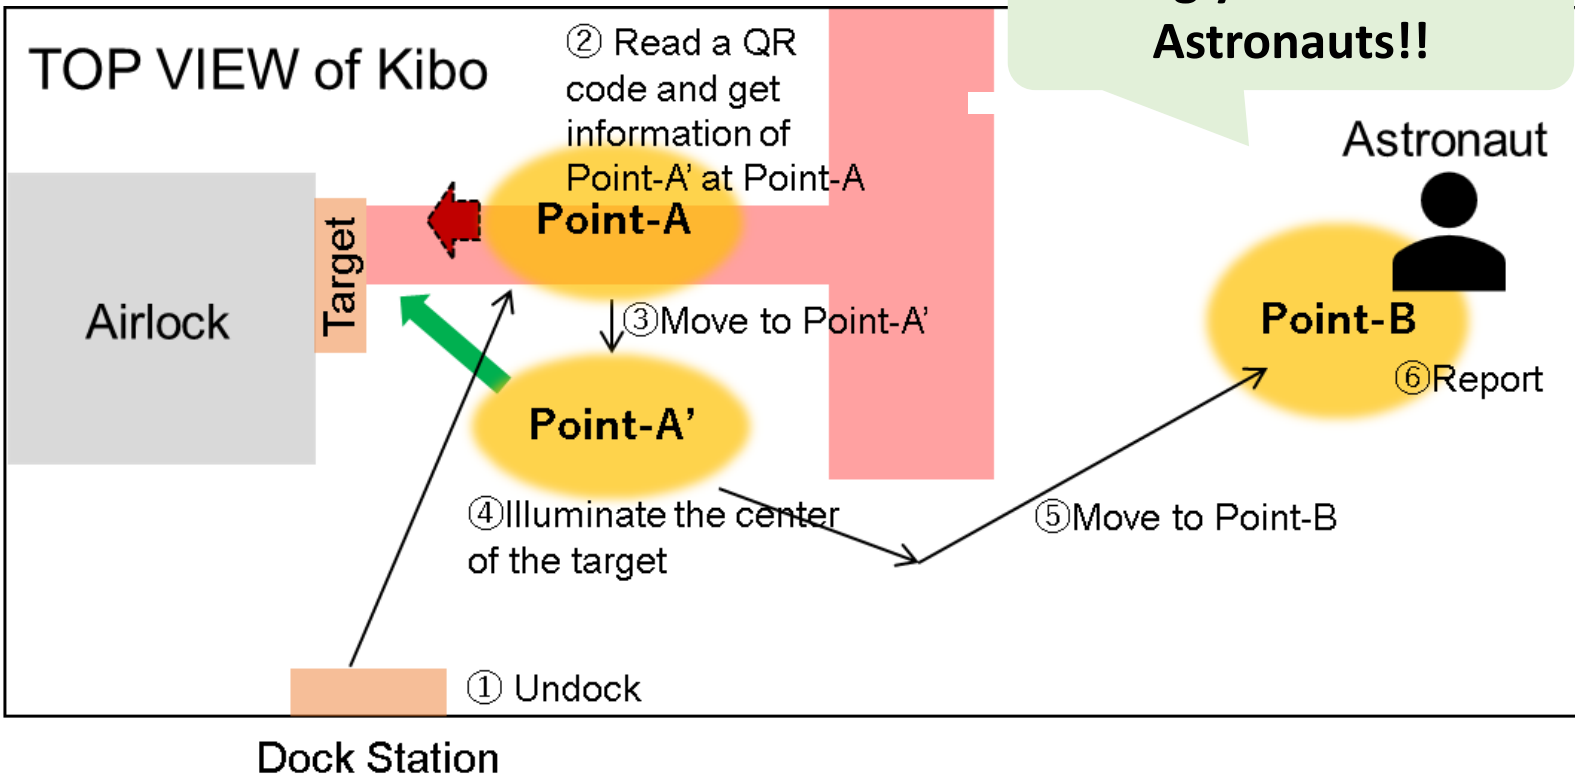 Astronauts!!
TOP VIEW of Kibo
② Read a QR
code and get
information of
Point-A’ at Point-A
Astronaut
Point-A
Target
Airlock
③Move to Point-A’
Point-B
⑥Report
Point-A’
④Illuminate the center
of the target
⑤Move to Point-B
① Undock
Dock Station